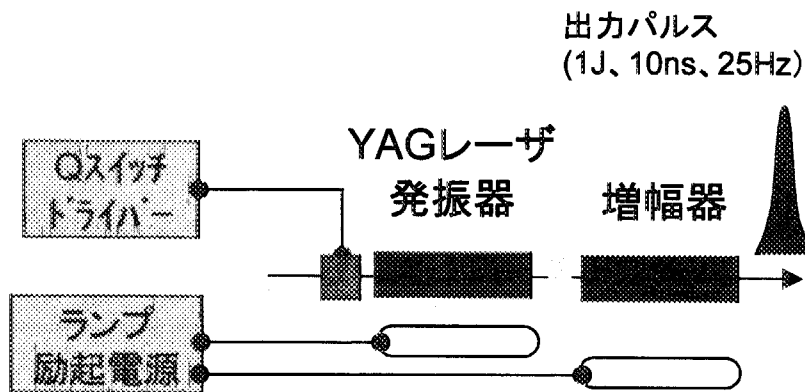 出力パルス
(1J、10ns、25Hz)
YAGレーザ
発振器
増幅器
Qスイッチ
ドライバー
ランプ
励起電源